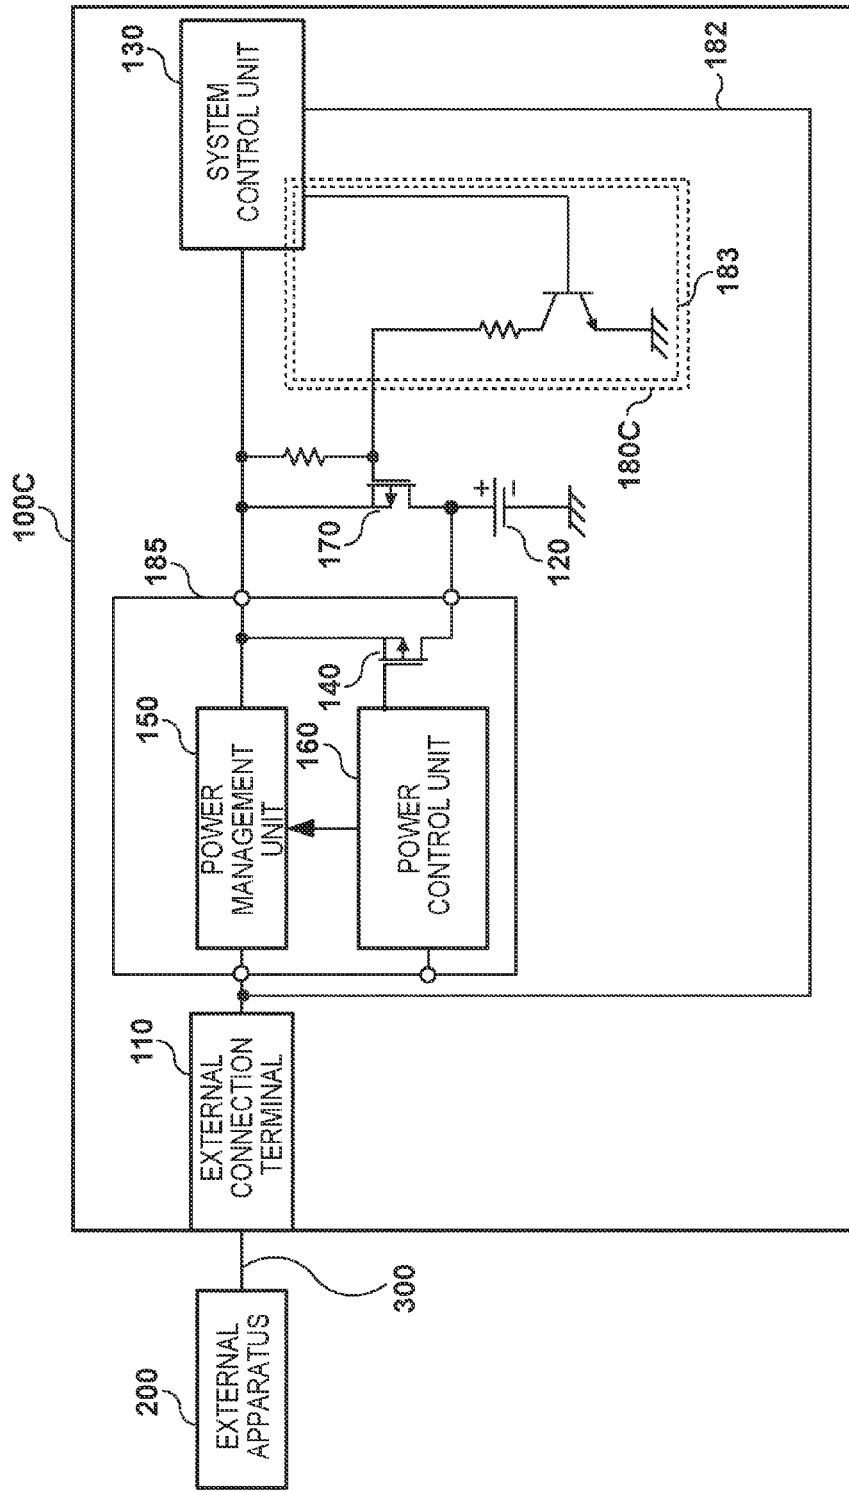 100C
200
EXTERNAL
APPARATUS
300
110
EXTERNAL
CONNECTION
TERMINAL
185
150
POWER
MANAGEMENT
UNIT
160
POWER
CONTROL UNIT
140
170
+
−
120
130
SYSTEM
CONTROL UNIT
180C
183
182